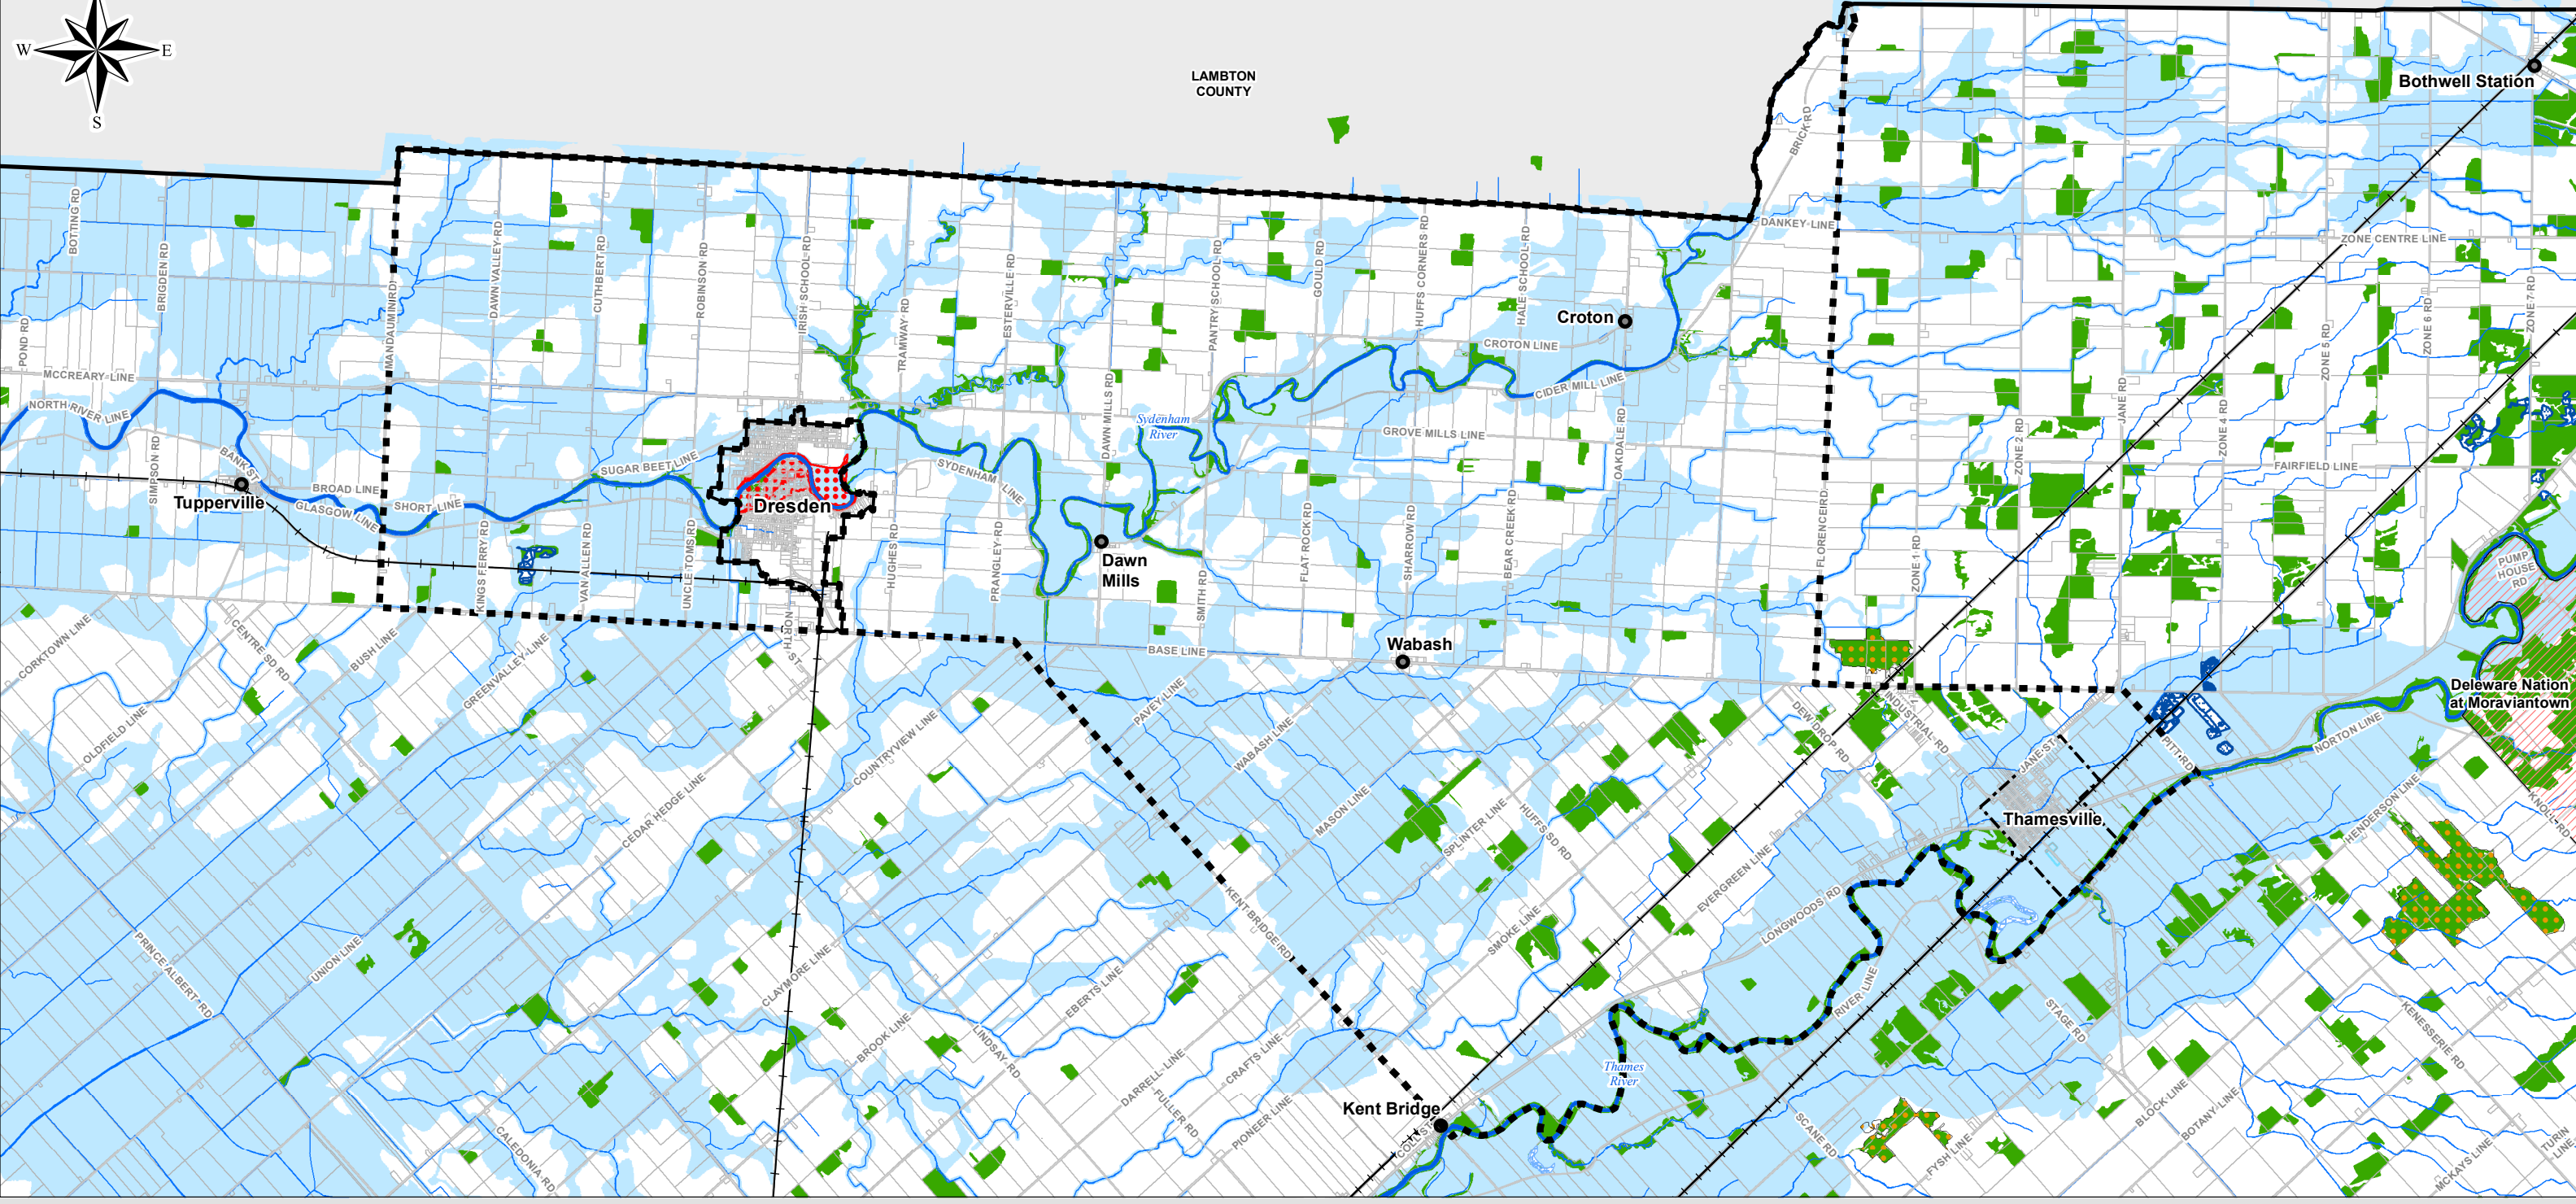 W
E
S
LAMBTON
COUNTY
Bothwell Station
BOTTING RD
BRIGDEN RD
POND RD
MCCREARY LINE
NORTH RIVER LINE
SIMPSON RD
BANK ST
Tupperville
BROAD LINE
GLASGOW LINE
MANDAUMIN RD
DAWN VALLEY RD
CUTHBERT RD
ROBINSON RD
IRISH SCHOOL RD
TRAMWAY RD
ESTERVILLE RD
DAWN MILLS RD
PANTRY SCHOOL RD
GOULD RD
HUFFS CORNERS RD
HALE SCHOOL RD
BRICK RD
DANKEY LINE
ZONE CENTRE LINE
Croton
CROTON LINE
CIDER MILL LINE
GROVE MILLS LINE
OAKDALE RD
Sydenham
River
SHORT LINE
SUGAR BEET LINE
KINGS FERRY RD
VAN ALLEN RD
UNCLE TOMS RD
Dresden
SYDENHAM LINE
HUGHES RD
PRANGLEY RD
Dawn
Mills
SMITH RD
FLAT ROCK RD
SHARROW RD
BEAR CREEK RD
FLORENCE RD
ZONE 1 RD
ZONE 2 RD
JANE RD
ZONE 4 RD
ZONE 5 RD
ZONE 6 RD
ZONE 7 RD
FAIRFIELD LINE
PUMP
HOUSE
RD
Deleware Nation
at Moraviantown
CORKTOWN LINE
CENTRE SD RD
BUSH LINE
GREENVALLEY LINE
OLDFIELD LINE
NORTH ST
BASE LINE
Wabash
PAVEY LINE
WABASH LINE
COUNTRYVIEW LINE
CEDAR HEDGE LINE
MASON LINE
SPLINTER LINE
HUFFS SD RD
DEW DROP RD
INDUSTRIAL RD
JANE ST
PITT RD
NORTON LINE
Thamesville
HENDERSON LINE
KNOLL RD
EVERGREEN LINE
LONGWOODS RD
SMOKE LINE
KENT BRIDGE RD
PRINCE ALBERT RD
UNION LINE
CLAYMORE LINE
EBERTS LINE
BROOK LINE
LINDSAY RD
DARRELL LINE
CRAFTS LINE
FULLER RD
PIONEER LINE
CALEDONIA RD
Kent Bridge
COLL ST
Thames
River
RIVER LINE
STAGE RD
SCANE RD
FYSH LINE
BLOCK LINE
BOTANY LINE
KENESSERIE RD
MCKAYS LINE
TURIN
LINE